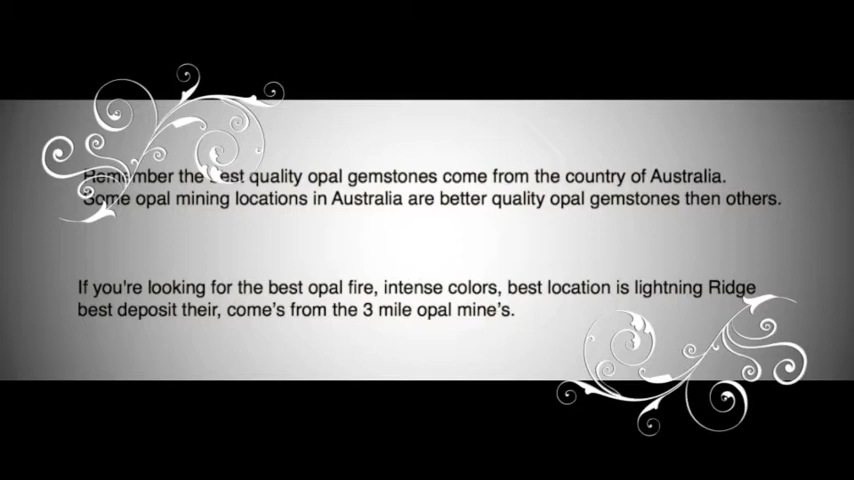 Remember the best quality opal gemstones come from the country of Australia.
Some opal mining locations in Australia are better quality opal gemstones then others.
If you're looking for the best opal fire, intense colors, best location is lightning Ridge
best deposit their, come's from the 3 mile opal mine's.